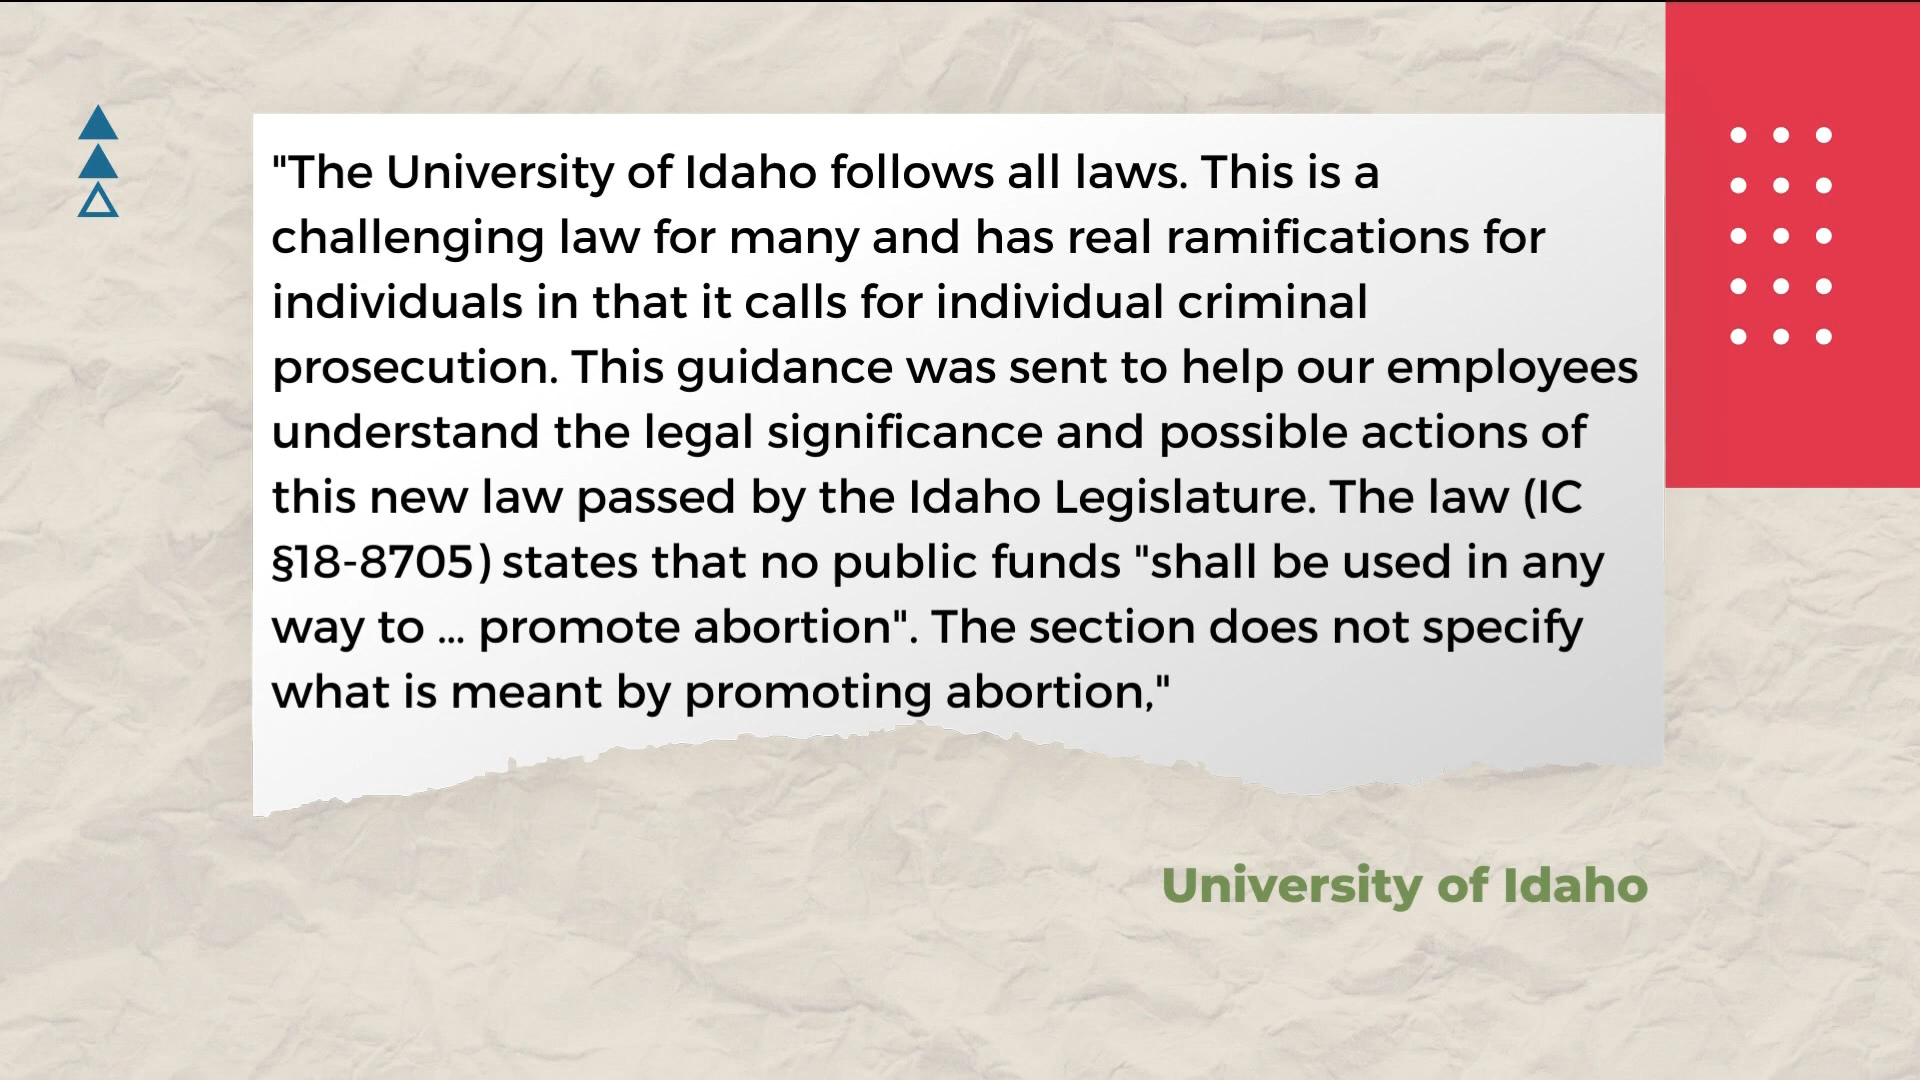 "The University of Idaho follows all laws. This is a
challenging law for many and has real ramifications for
individuals in that it calls for individual criminal
prosecution. This guidance was sent to help our employees
understand the legal significance and possible actions of
this new law passed by the Idaho Legislature. The law (IC
§18-8705) states that no public funds "shall be used in any
way to ... promote abortion". The section does not specify
what is meant by promoting abortion,"
University of Idaho